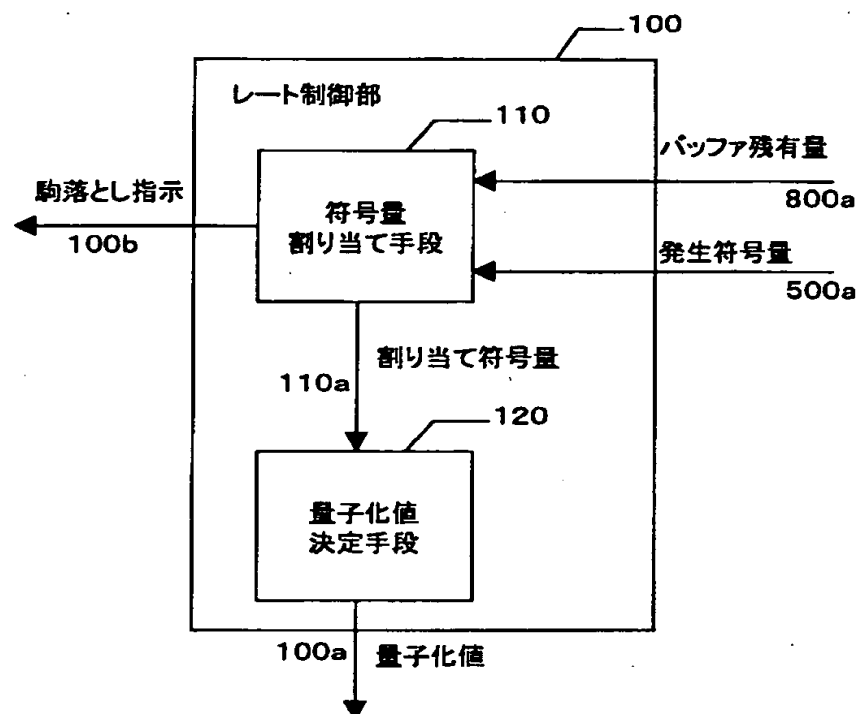 100
レート制御部
110
バッファ残有量
800a
駒落とし指示
100b
符号量
割り当て手段
発生符号量
500a
割り当て符号量
110a
120
量子化値
決定手段
100a
量子化値